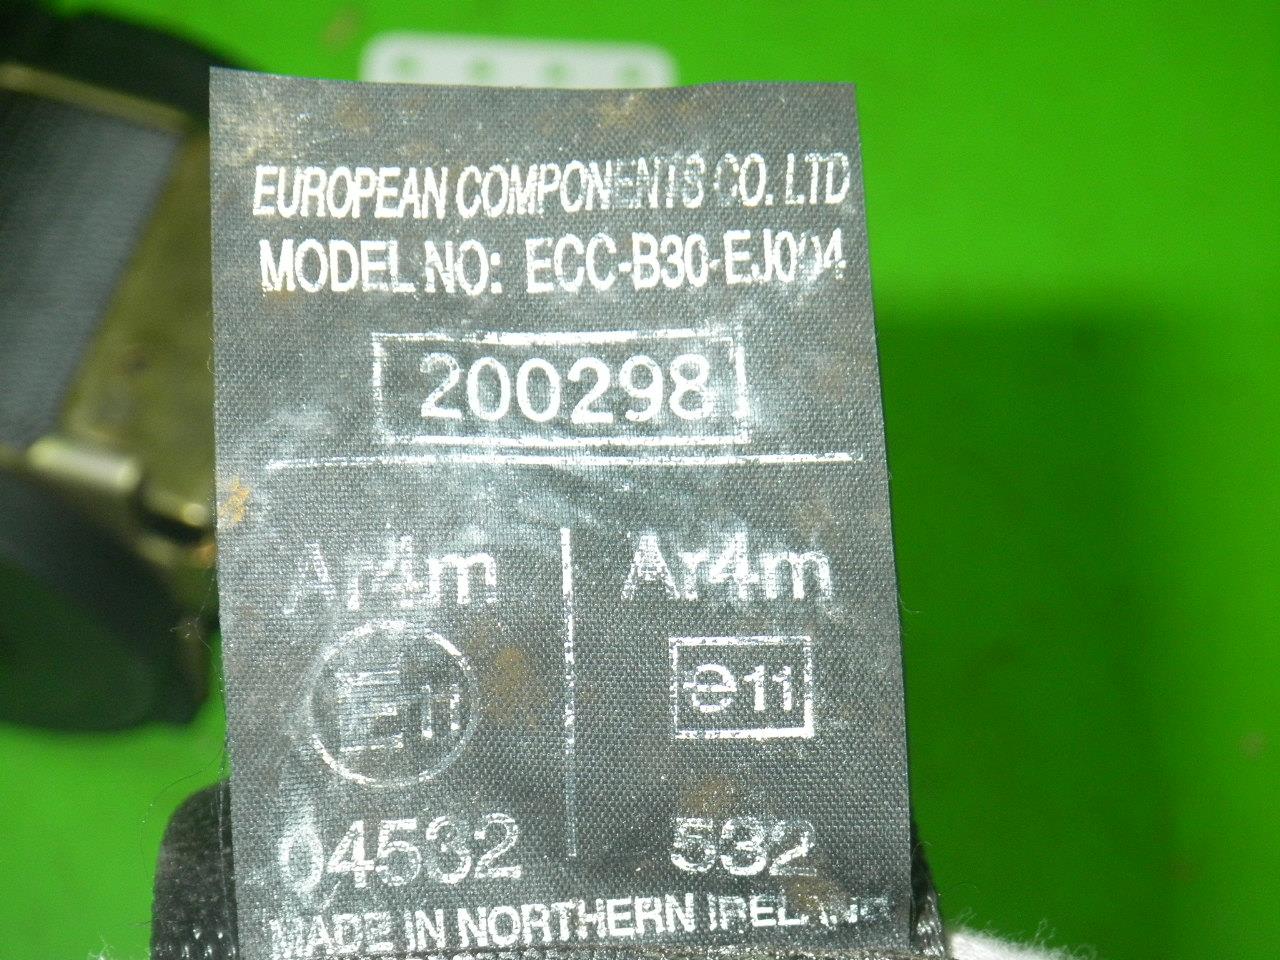 EUROPEAN COMPONENTS CO. LTD
MODEL NO: ECC-B30-EJ004
200298
Ar4m Ar4m
E11 e11
04532 532
MADE IN NORTHERN IRELAND